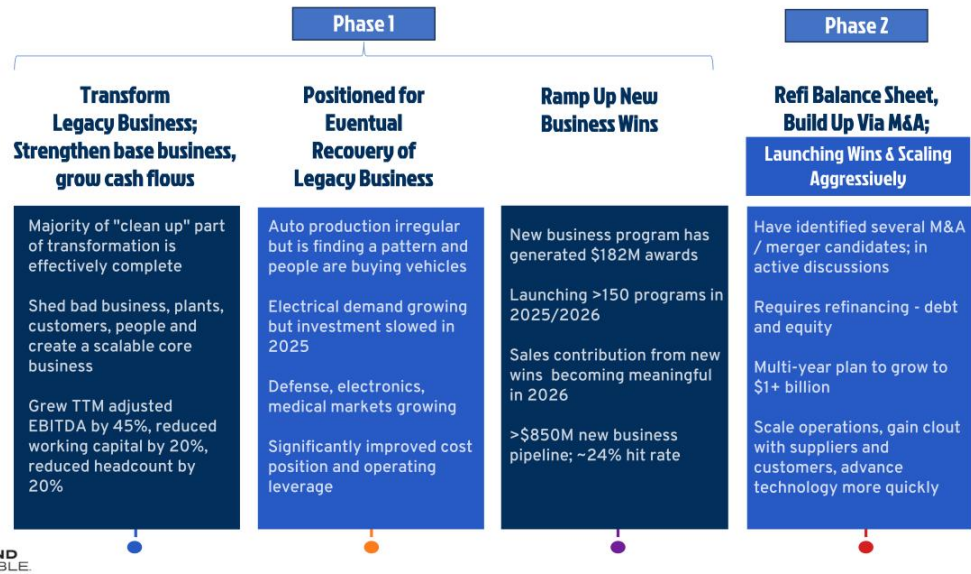 Phase 1
Phase 2
Transform
Legacy Business;
Strengthen base business,
grow cash flows
Positioned for
Eventual
Recovery of
Legacy Business
Ramp Up New
Business Wins
Refi Balance Sheet,
Build Up Via M&A;
Launching Wins & Scaling
Aggressively
Majority of "clean up" part
of transformation is
effectively complete
Shed bad business, plants,
customers, people and
create a scalable core
business
Grew TTM adjusted
EBITDA by 45%, reduced
working capital by 20%,
reduced headcount by
20%
Auto production irregular
but is finding a pattern and
people are buying vehicles
Electrical demand growing
but investment slowed in
2025
Defense, electronics,
medical markets growing
Significantly improved cost
position and operating
leverage
New business program has
generated $182M awards
Launching >150 programs in
2025/2026
Sales contribution from new
wins becoming meaningful
in 2026
>$850M new business
pipeline; ~24% hit rate
Have identified several M&A
/ merger candidates; in
active discussions
Requires refinancing - debt
and equity
Multi-year plan to grow to
$1+ billion
Scale operations, gain clout
with suppliers and
customers, advance
technology more quickly